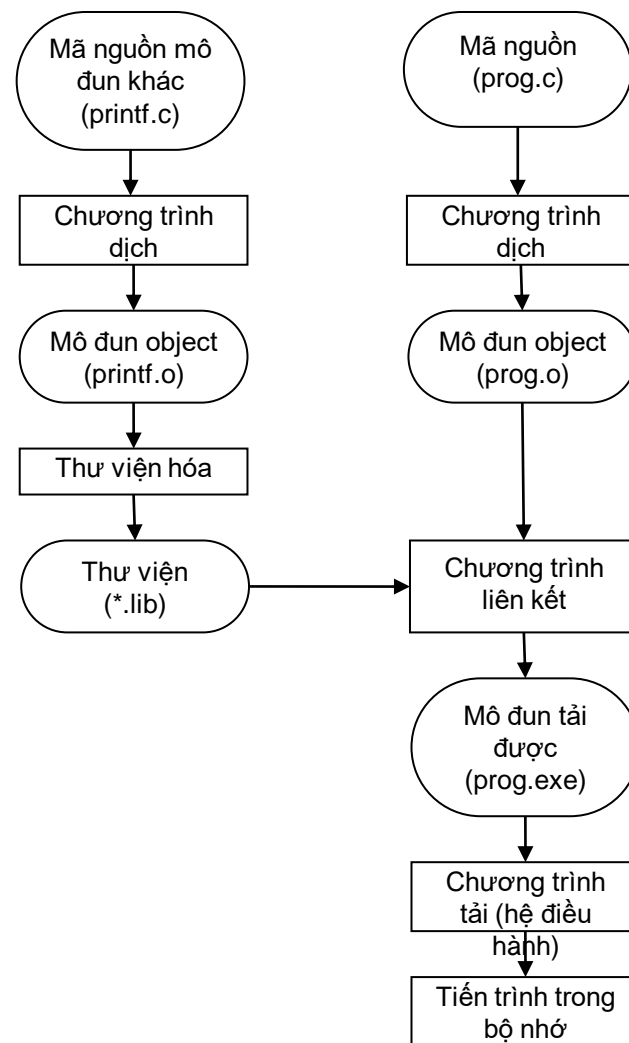 Mã nguồn mô
đun khác
(printf.c)
Chương trình
dịch
Mô đun object
(printf.o)
Thư viện hóa
Thư viện
(*.lib)
Mã nguồn
(prog.c)
Chương trình
dịch
Mô đun object
(prog.o)
Chương trình
liên kết
Mô đun tải
được
(prog.exe)
Chương trình
tải (hệ điều
hành)
Tiến trình trong
bộ nhớ